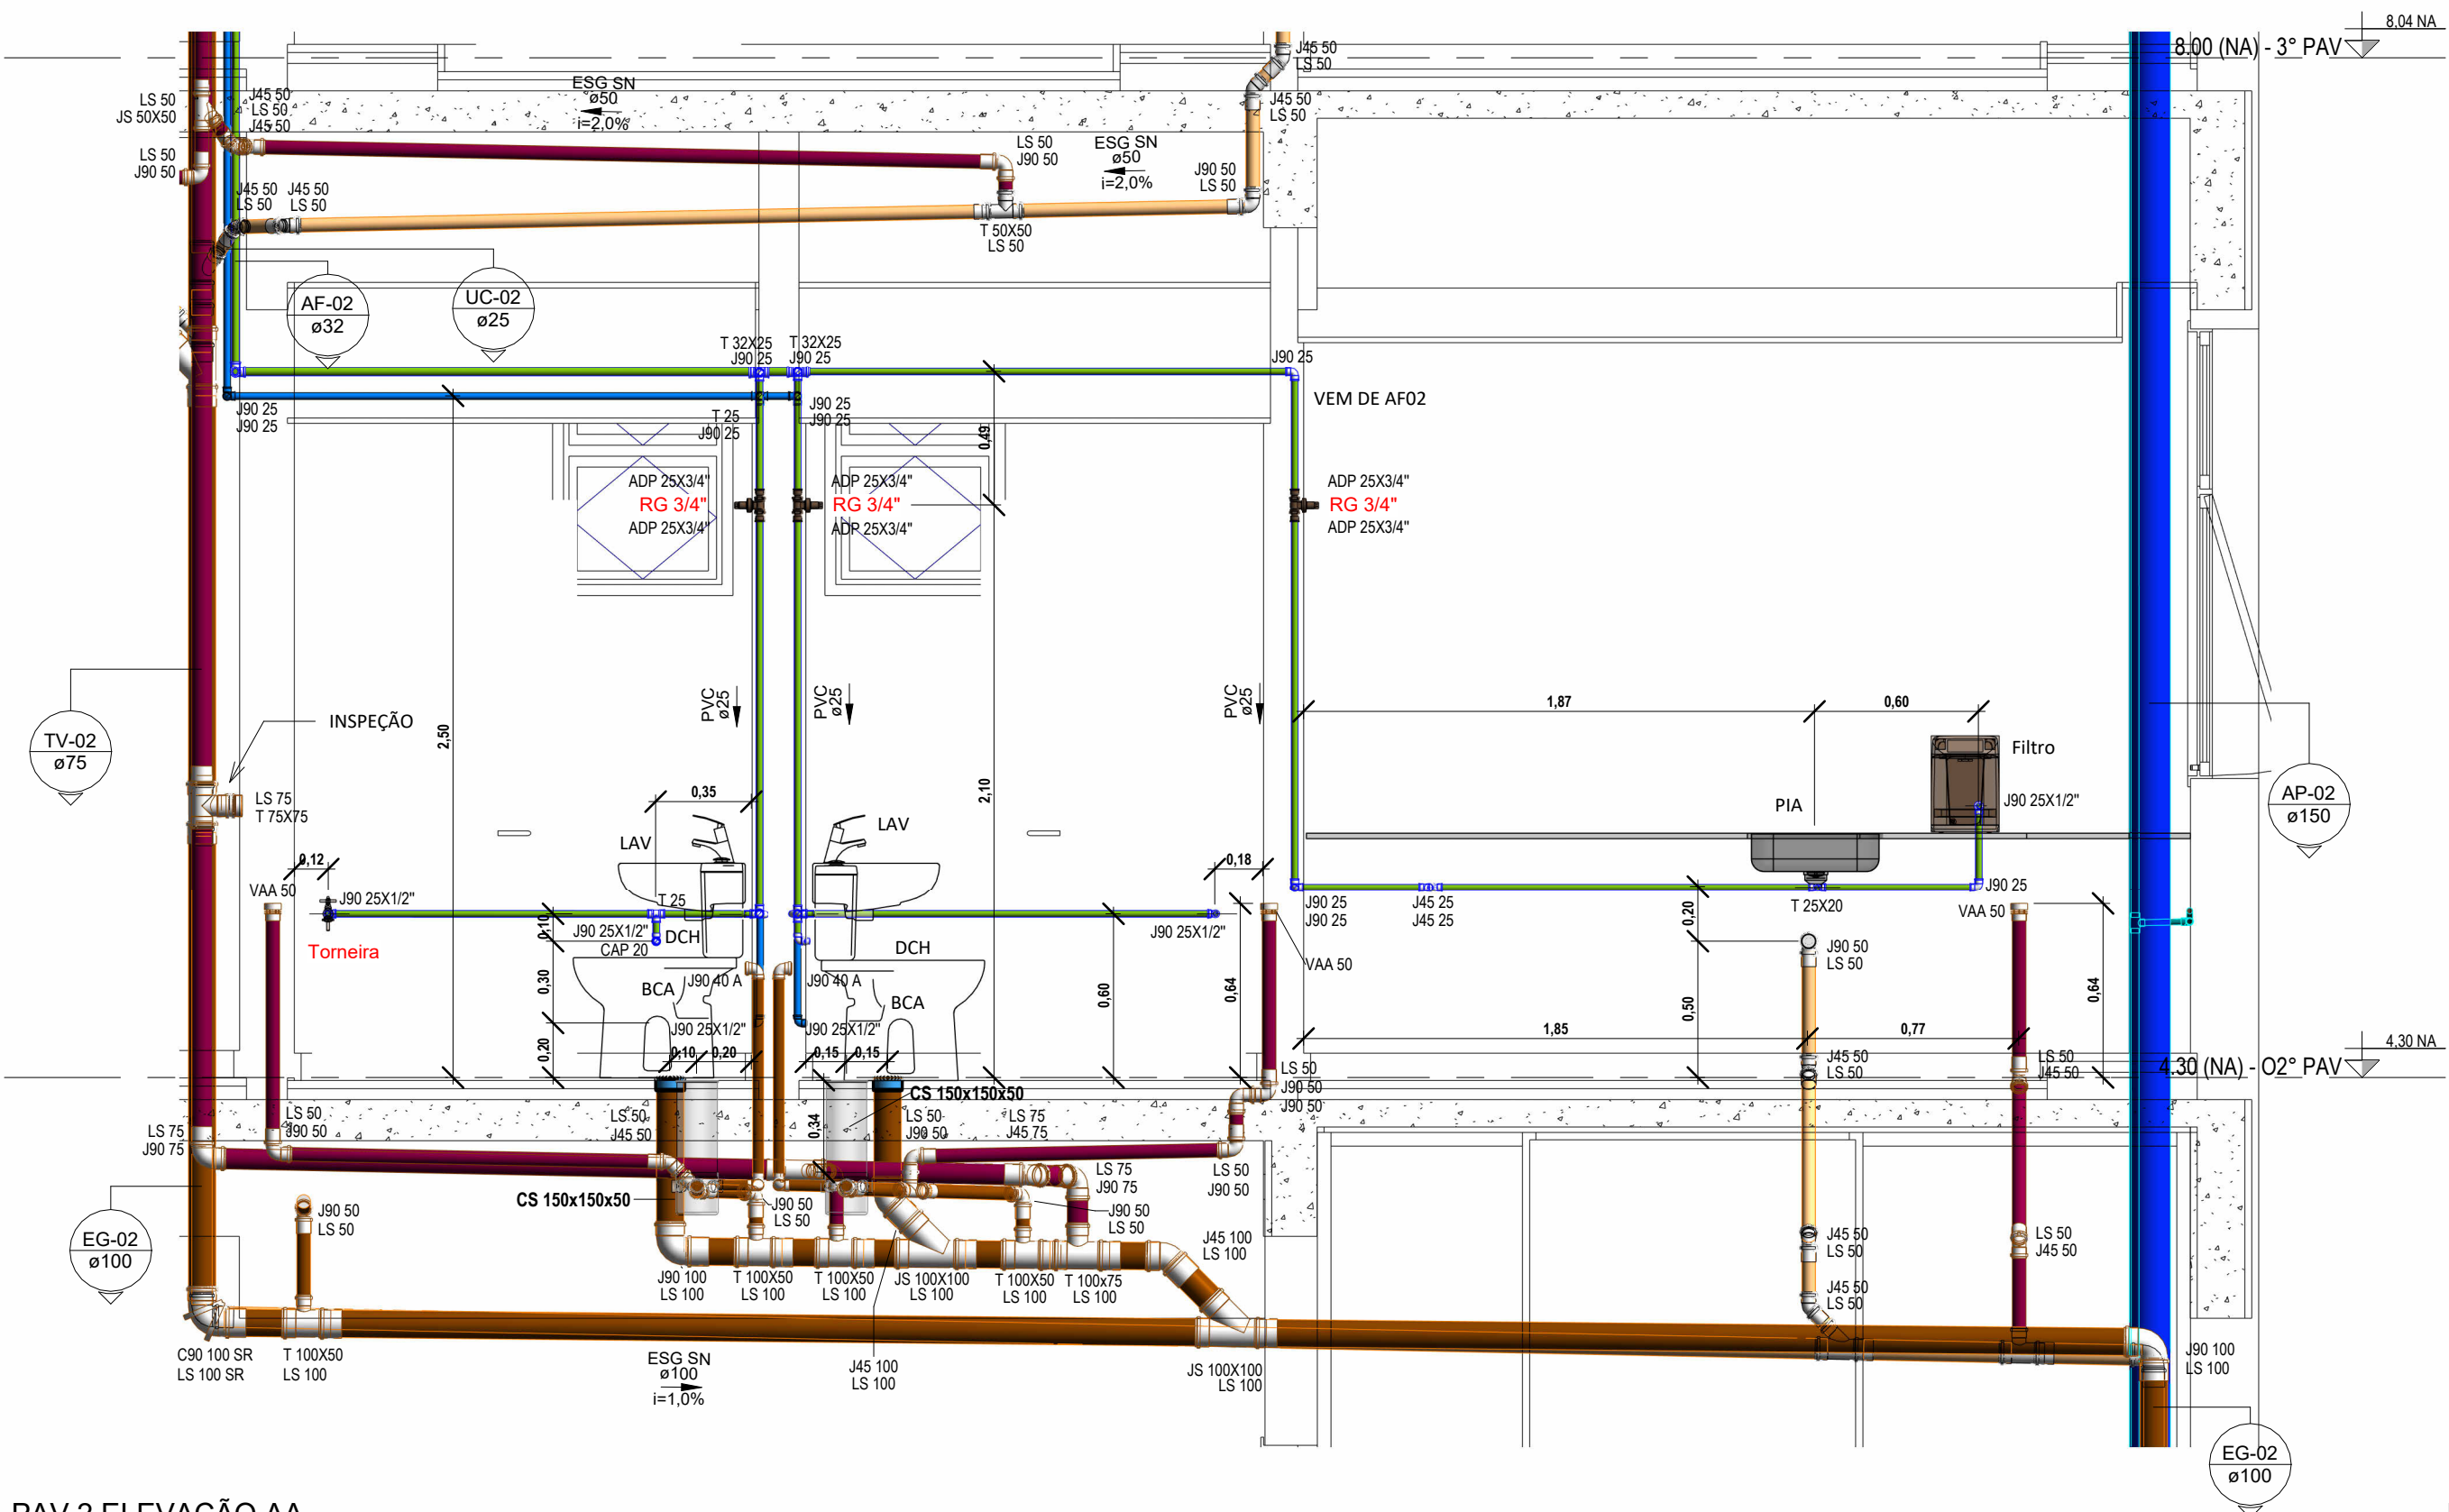 8,04 NA
8.00 (NA) - 3° PAV
J45 50
LS 50
ESG SN
ø50
i=2,0%
LS 50
JS 50X50
J45 50
LS 50
J45 50
J45 50
LS 50
LS 50
J90 50
LS 50
J90 50
ESG SN
ø50
i=2,0%
J90 50
LS 50
J45 50
LS 50
J45 50
LS 50
T 50X50
LS 50
AF-02
ø32
UC-02
ø25
T 32X25
J90 25
T 32X25
J90 25
J90 25
VEM DE AF02
J90 25
J90 25
T 25
J90 25
J90 25
J90 25
0,49
ADP 25X3/4"
RG 3/4"
ADP 25X3/4"
ADP 25X3/4"
RG 3/4"
ADP 25X3/4"
ADP 25X3/4"
RG 3/4"
ADP 25X3/4"
PVC
ø25
PVC
ø25
PVC
ø25
1,87
0,60
TV-02
ø75
INSPEÇÃO
2,50
2,10
Filtro
LS 75
T 75X75
0,35
LAV
LAV
PIA
J90 25X1/2"
AP-02
ø150
0,12
0,18
VAA 50
J90 25X1/2"
T 25
J90 25X1/2"
CAP 20
DCH
DCH
J90 25X1/2"
J90 25
J90 25
J45 25
J45 25
T 25X20
J90 25
VAA 50
Torneira
0,10
0,30
0,20
BCA
J90 40 A
J90 40 A
BCA
VAA 50
0,20
J90 50
LS 50
0,60
0,64
0,50
0,64
J90 25X1/2"
J90 25X1/2"
1,85
0,77
4,30 NA
4.30 (NA) - O2° PAV
0,10
0,20
0,15
0,15
LS 50
J90 50
J90 50
J45 50
LS 50
LS 50
J45 50
CS 150x150x50
LS 75
J90 75
LS 50
J90 50
LS 50
J45 50
0,34
LS 50
J90 50
LS 75
J45 75
LS 75
J90 75
LS 50
J90 50
CS 150x150x50
J90 50
LS 50
J90 50
LS 50
J90 50
LS 50
EG-02
ø100
J45 100
LS 100
J45 50
LS 50
LS 50
J45 50
J90 100
LS 100
T 100X50
LS 100
T 100X50
LS 100
JS 100X100
LS 100
T 100X50
LS 100
T 100x75
LS 100
J45 50
LS 50
C90 100 SR
LS 100 SR
T 100X50
LS 100
ESG SN
ø100
i=1,0%
J45 100
LS 100
JS 100X100
LS 100
J90 100
LS 100
EG-02
ø100
PAV 2 ELEVAÇÃO AA